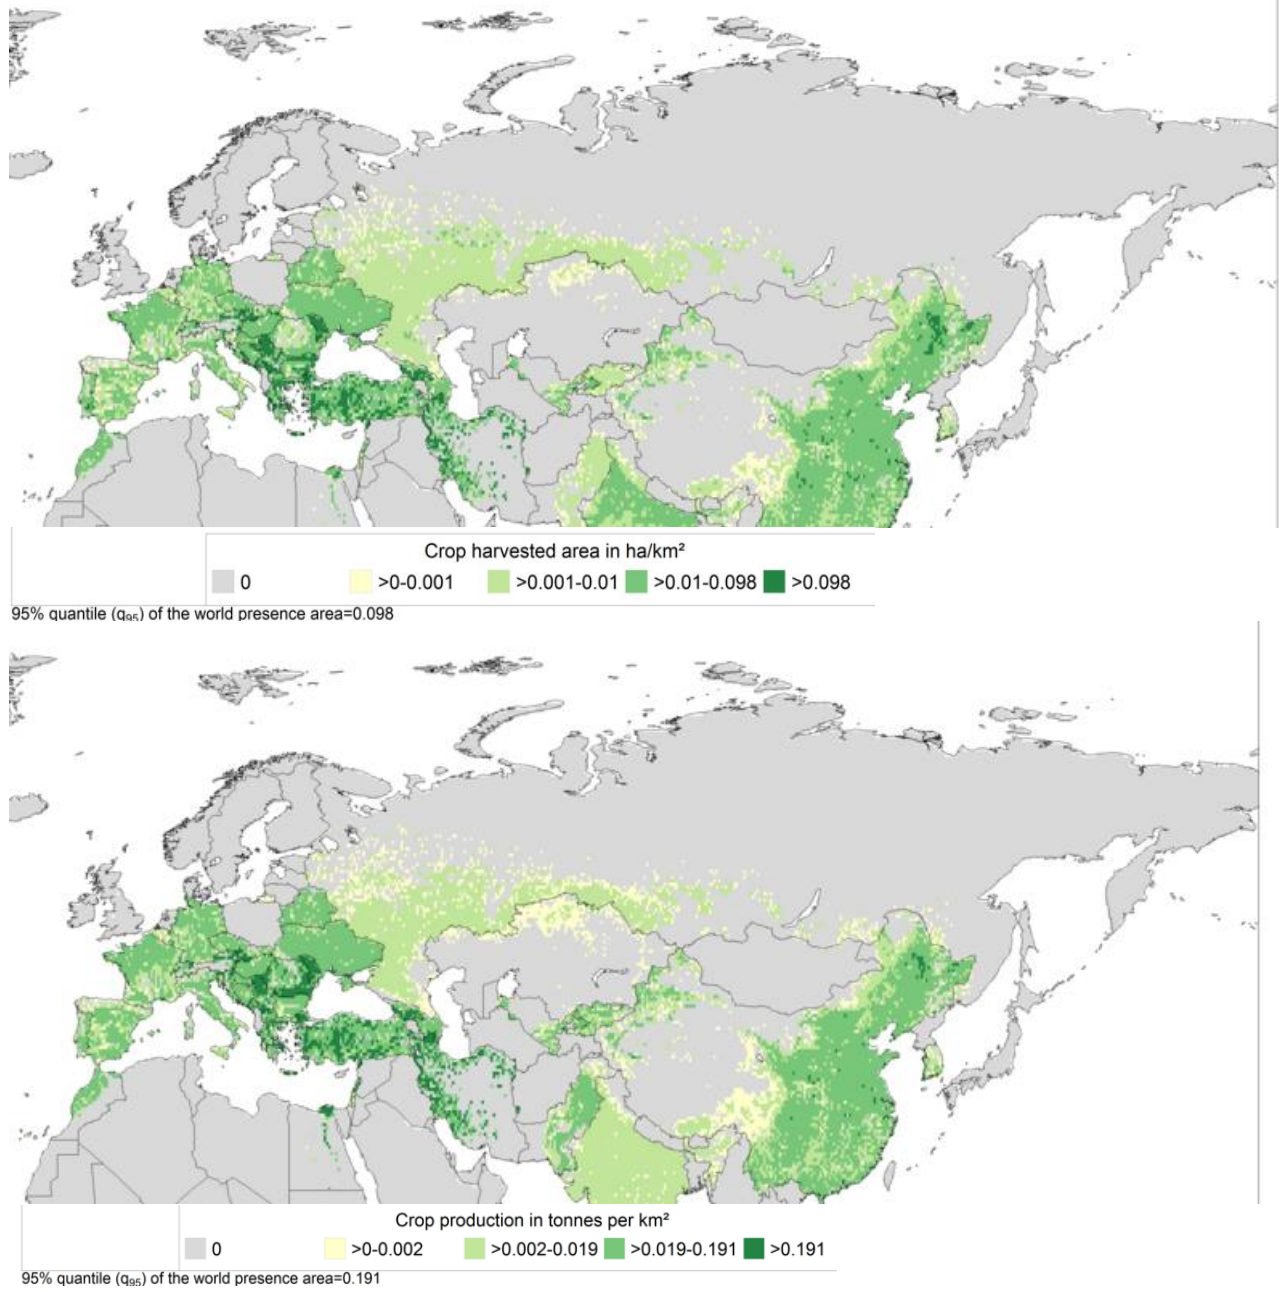 Crop harvested area in ha/km²
0 >0-0.001 >0.001-0.01 >0.01-0.098 >0.098
95% quantile (q₉₅) of the world presence area=0.098
Crop production in tonnes per km²
0 >0-0.002 >0.002-0.019 >0.019-0.191 >0.191
95% quantile (q₉₅) of the world presence area=0.191